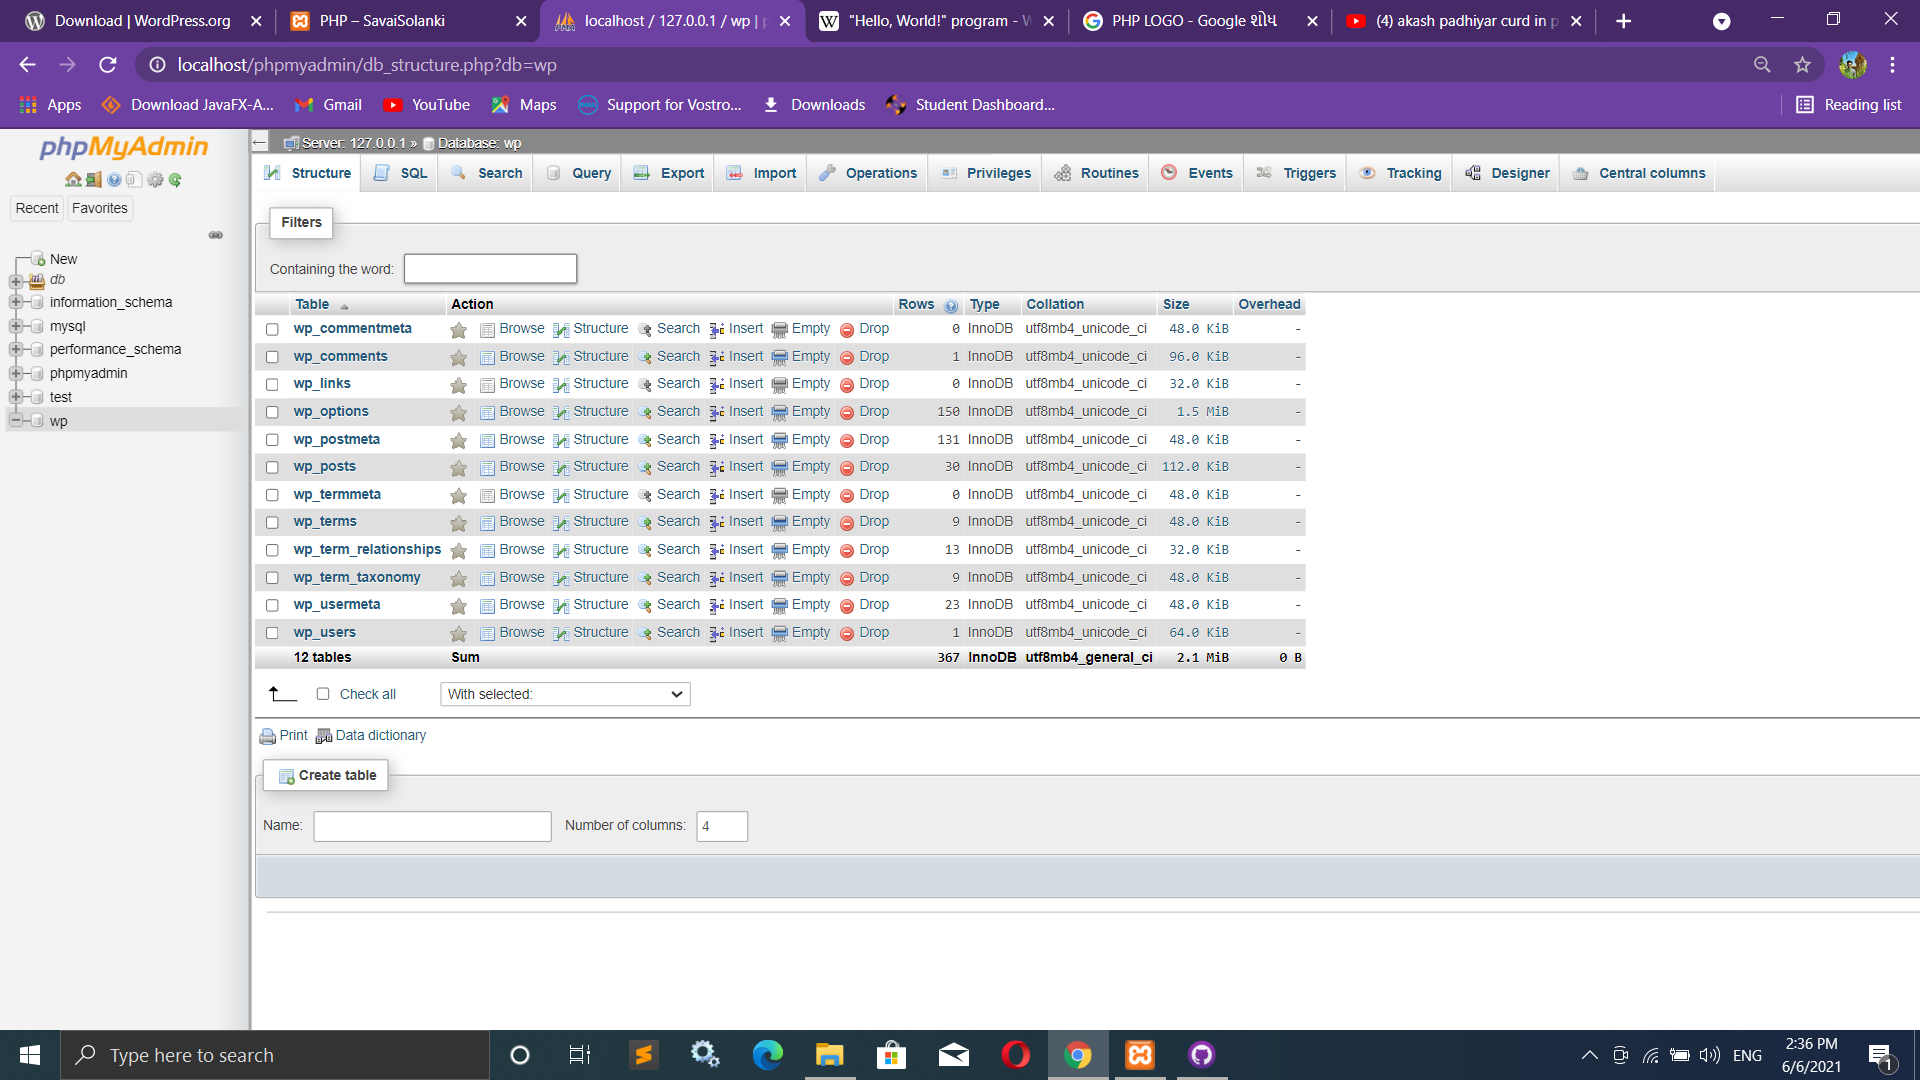 Download | WordPress.org
PHP – SavaiSolanki
localhost / 127.0.0.1 / wp | p
"Hello, World!" program - W
PHP LOGO - Google શોધ
(4) akash padhiyar curd in p
localhost/phpmyadmin/db_structure.php?db=wp
Apps
Download JavaFX-A...
Gmail
YouTube
Maps
Support for Vostro...
Downloads
Student Dashboard...
Reading list
phpMyAdmin
Recent
Favorites
New
db
information_schema
mysql
performance_schema
phpmyadmin
test
wp
Server: 127.0.0.1 » Database: wp
Structure SQL Search Query Export Import Operations Privileges Routines Events Triggers Tracking Designer Central columns
Filters
Containing the word:
Table Action Rows Type Collation Size Overhead
wp_commentmeta Browse Structure Search Insert Empty Drop 0 InnoDB utf8mb4_unicode_ci 48.0 KiB -
wp_comments Browse Structure Search Insert Empty Drop 1 InnoDB utf8mb4_unicode_ci 96.0 KiB -
wp_links Browse Structure Search Insert Empty Drop 0 InnoDB utf8mb4_unicode_ci 32.0 KiB -
wp_options Browse Structure Search Insert Empty Drop 150 InnoDB utf8mb4_unicode_ci 1.5 MiB -
wp_postmeta Browse Structure Search Insert Empty Drop 131 InnoDB utf8mb4_unicode_ci 48.0 KiB -
wp_posts Browse Structure Search Insert Empty Drop 30 InnoDB utf8mb4_unicode_ci 112.0 KiB -
wp_termmeta Browse Structure Search Insert Empty Drop 0 InnoDB utf8mb4_unicode_ci 48.0 KiB -
wp_terms Browse Structure Search Insert Empty Drop 9 InnoDB utf8mb4_unicode_ci 48.0 KiB -
wp_term_relationships Browse Structure Search Insert Empty Drop 13 InnoDB utf8mb4_unicode_ci 32.0 KiB -
wp_term_taxonomy Browse Structure Search Insert Empty Drop 9 InnoDB utf8mb4_unicode_ci 48.0 KiB -
wp_usermeta Browse Structure Search Insert Empty Drop 23 InnoDB utf8mb4_unicode_ci 48.0 KiB -
wp_users Browse Structure Search Insert Empty Drop 1 InnoDB utf8mb4_unicode_ci 64.0 KiB -
12 tables Sum 367 InnoDB utf8mb4_general_ci 2.1 MiB 0 B
Check all With selected:
Print Data dictionary
Create table
Name: Number of columns: 4
Type here to search
ENG
2:36 PM
6/6/2021
1